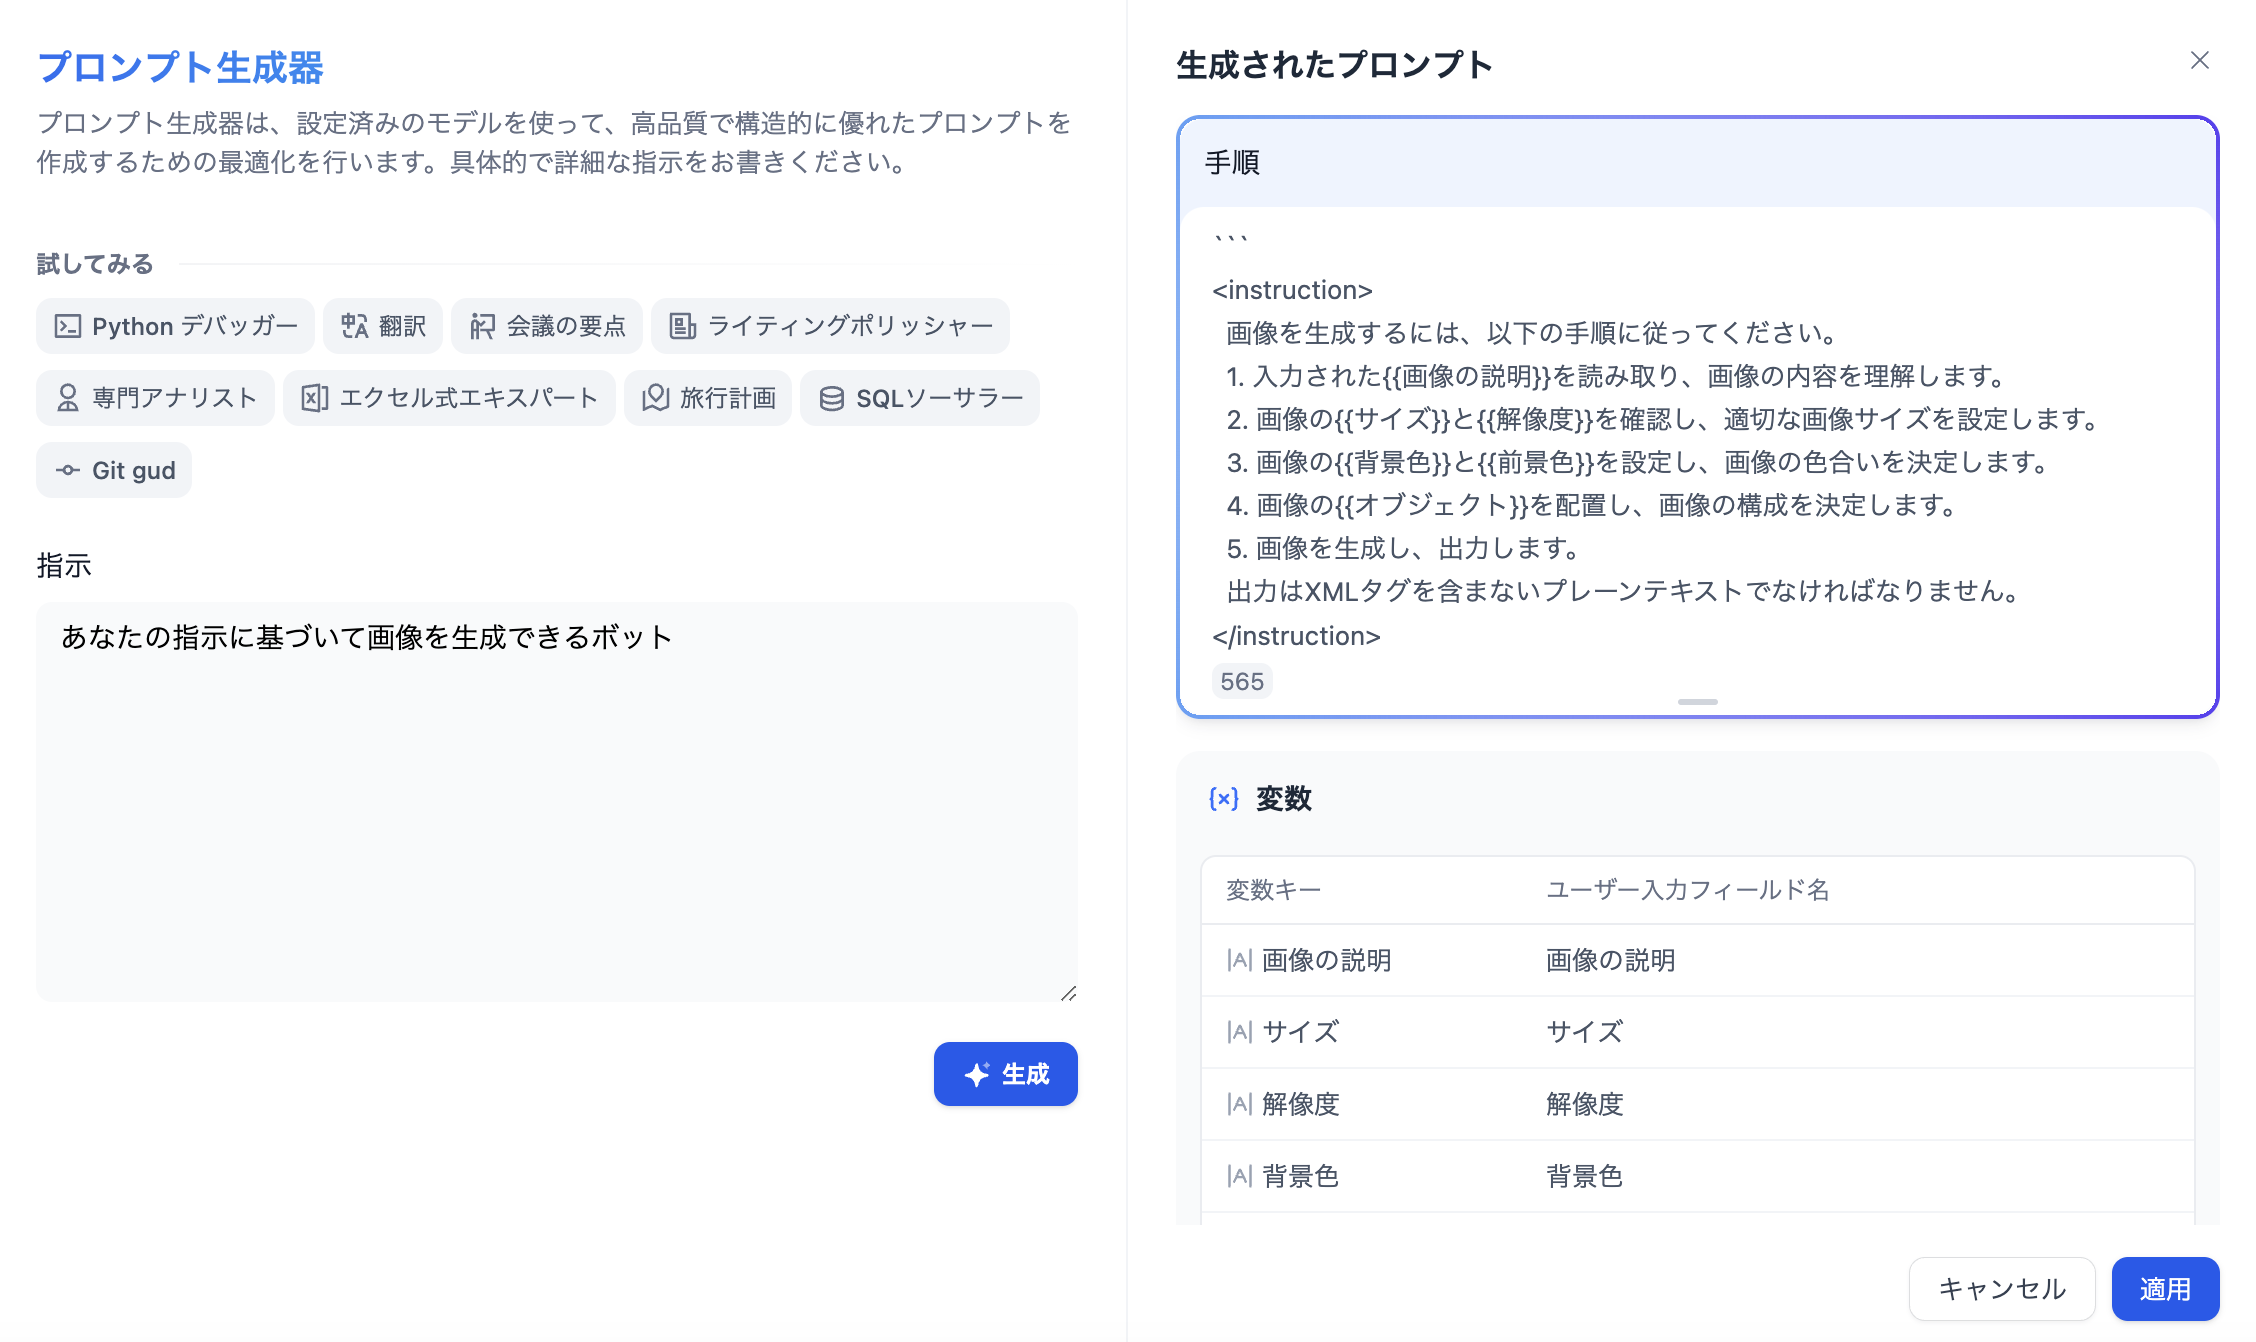 プロンプト生成器
プロンプト生成器は、設定済みのモデルを使って、高品質で構造的に優れたプロンプトを
作成するための最適化を行います。具体的で詳細な指示をお書きください。
試してみる
Python デバッガー
翻訳
会議の要点
ライティングポリッシャー
専門アナリスト
エクセル式エキスパート
旅行計画
SQLソーサラー
Git gud
指示
あなたの指示に基づいて画像を生成できるボット
生成
生成されたプロンプト
手順
```
<instruction>
画像を生成するには、以下の手順に従ってください。
1. 入力された{{画像の説明}}を読み取り、画像の内容を理解します。
2. 画像の{{サイズ}}と{{解像度}}を確認し、適切な画像サイズを設定します。
3. 画像の{{背景色}}と{{前景色}}を設定し、画像の色合いを決定します。
4. 画像の{{オブジェクト}}を配置し、画像の構成を決定します。
5. 画像を生成し、出力します。
出力はXMLタグを含まないプレーンテキストでなければなりません。
</instruction>
565
変数
変数キー ユーザー入力フィールド名
画像の説明 画像の説明
サイズ サイズ
解像度 解像度
背景色 背景色
キャンセル
適用